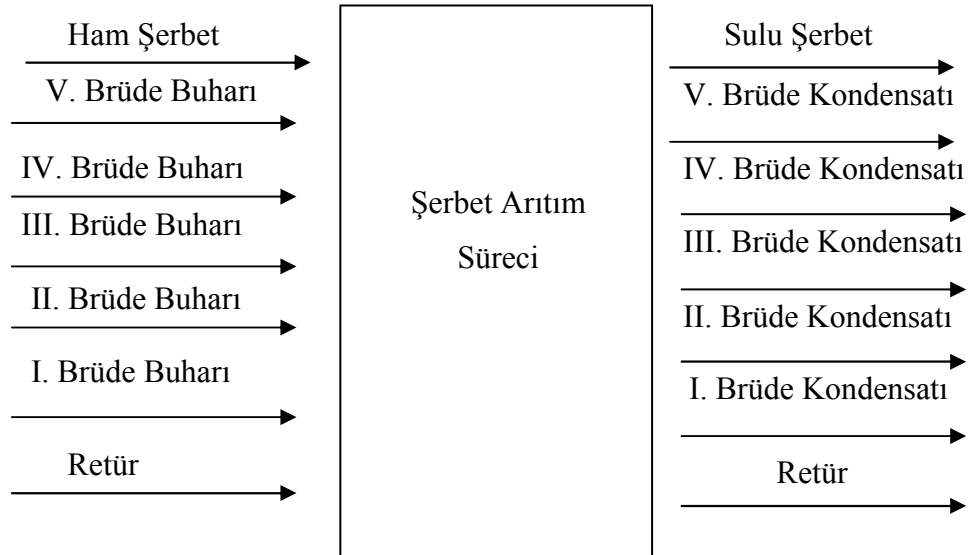 Ham Şerbet
V. Brüde Buharı
IV. Brüde Buharı
III. Brüde Buharı
II. Brüde Buharı
I. Brüde Buharı
Retür
Şerbet Arıtım
Süreci
Sulu Şerbet
V. Brüde Kondensatı
IV. Brüde Kondensatı
III. Brüde Kondensatı
II. Brüde Kondensatı
I. Brüde Kondensatı
Retür